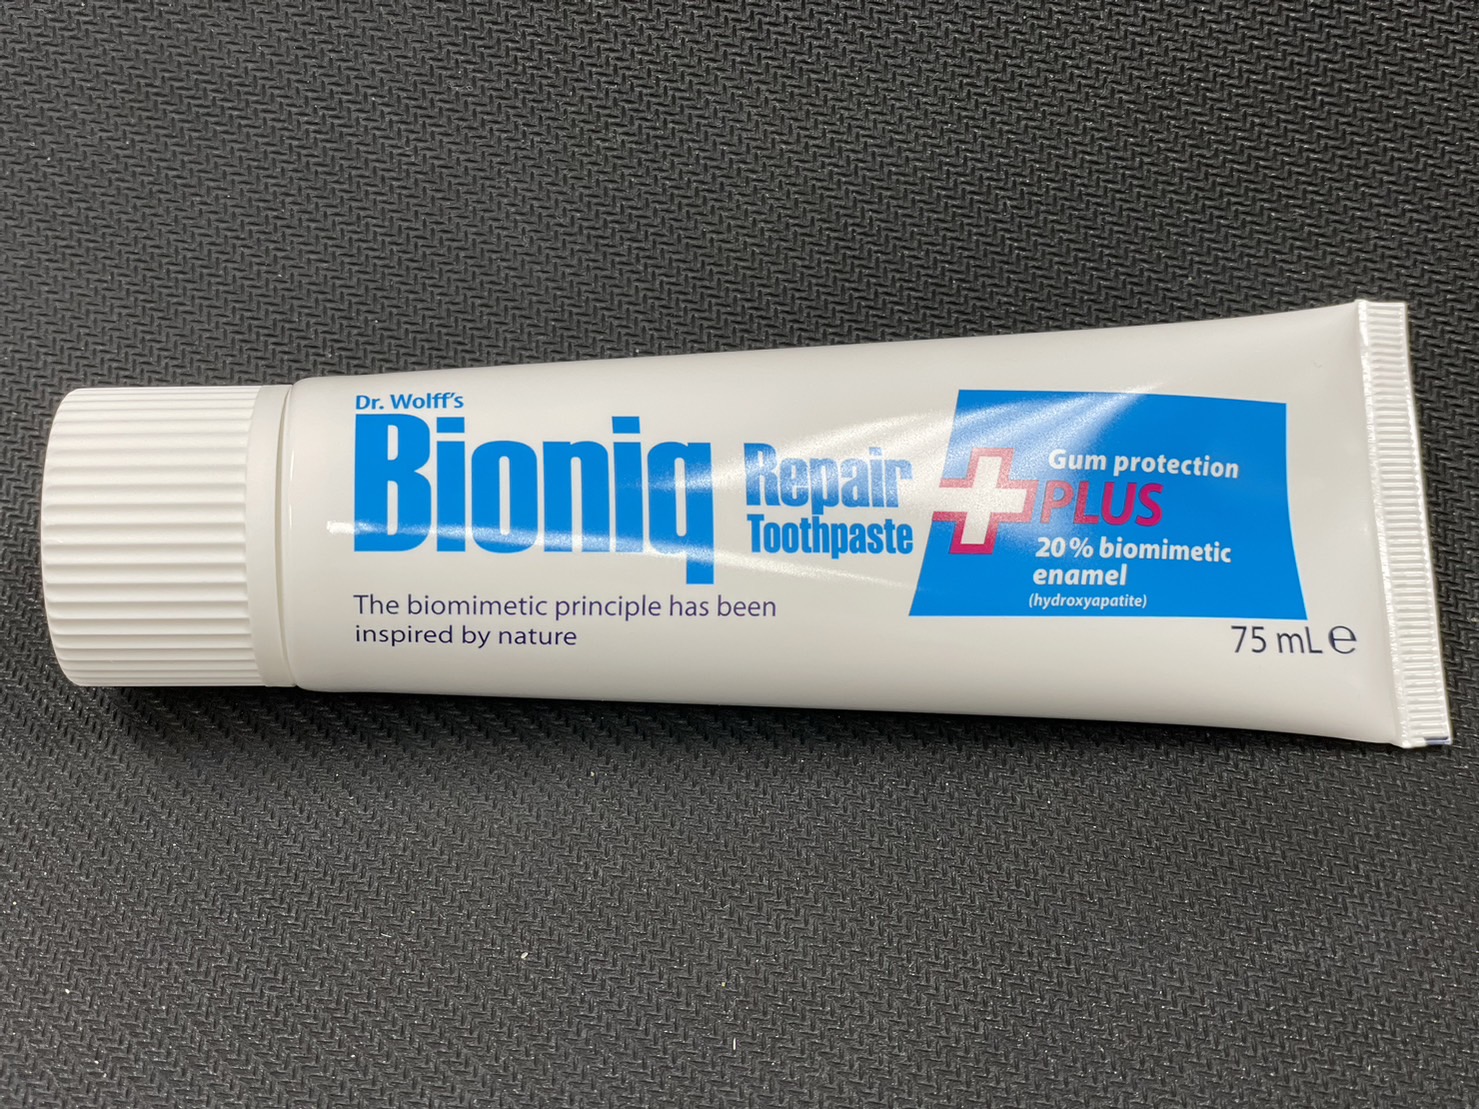 Dr. Wolff's
Bioniq
Repair
Toothpaste
The biomimetic principle has been
inspired by nature
Gum protection
PLUS
20% biomimetic
enamel
(hydroxyapatite)
75 mL ℮